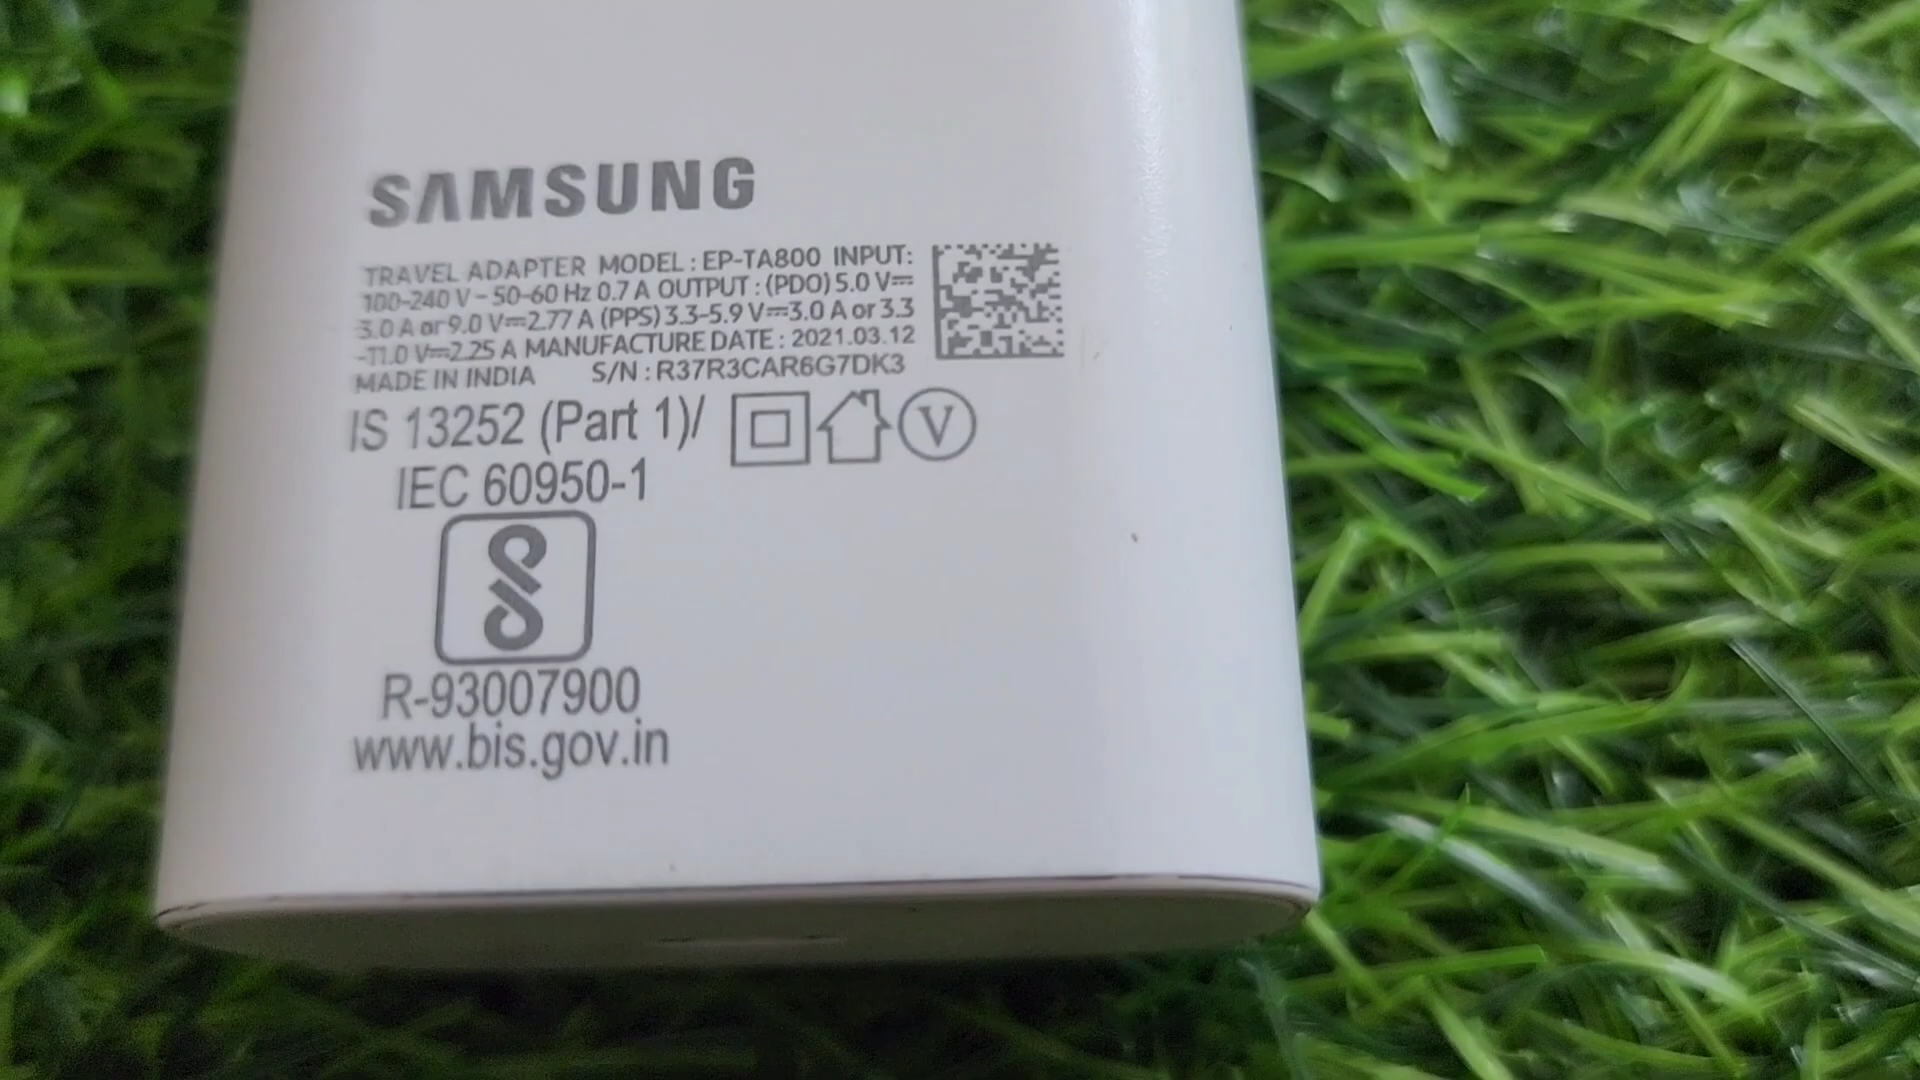 SAMSUNG
TRAVEL ADAPTER MODEL : EP-TA800 INPUT:
100-240 V ~ 50-60 Hz 0.7 A OUTPUT : (PDO) 5.0 V⎓
3.0 A or 9.0 V⎓2.77 A (PPS) 3.3-5.9 V⎓3.0 A or 3.3
-11.0 V⎓2.25 A MANUFACTURE DATE : 2021.03.12
MADE IN INDIA S/N : R37R3CAR6G7DK3
IS 13252 (Part 1)/
V
IEC 60950-1
R-93007900
www.bis.gov.in